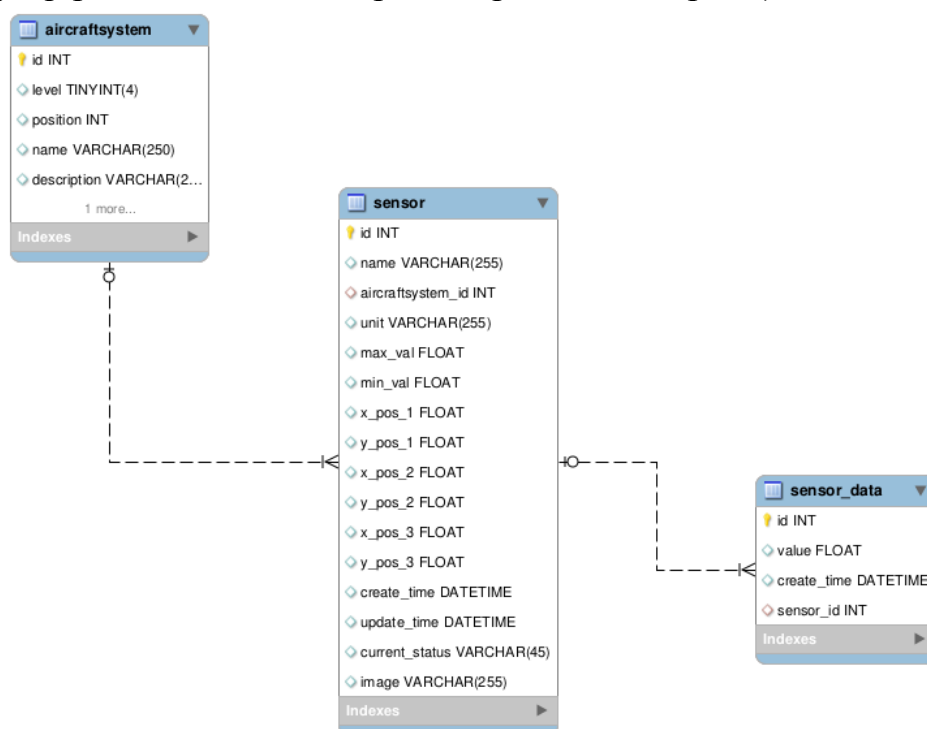 aircraftsystem
id INT
level TINYINT(4)
position INT
name VARCHAR(250)
description VARCHAR(2...
1 more...
Indexes
sensor
id INT
name VARCHAR(255)
aircraftsystem_id INT
unit VARCHAR(255)
max_val FLOAT
min_val FLOAT
x_pos_1 FLOAT
y_pos_1 FLOAT
x_pos_2 FLOAT
y_pos_2 FLOAT
x_pos_3 FLOAT
y_pos_3 FLOAT
create_time DATETIME
update_time DATETIME
current_status VARCHAR(45)
image VARCHAR(255)
Indexes
sensor_data
id INT
value FLOAT
create_time DATETIME
sensor_id INT
Indexes